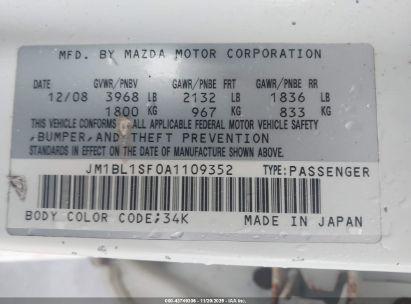 MFD. BY MAZDA MOTOR CORPORATION
DATE GVWR/PNBV GAWR/PNBE FRT GAWR/PNBE RR
12/08 3968 LB 2132 LB 1836 LB
1800 KG 967 KG 833 KG
THIS VEHICLE CONFORMS TO ALL APPLICABLE FEDERAL MOTOR VEHICLE SAFETY,
BUMPER, AND THEFT PREVENTION
STANDARDS IN EFFECT ON THE DATE OF MANUFACTURE SHOWN ABOVE.
JM1BL1SF0A1109352 TYPE:PASSENGER
BODY COLOR CODE:34K MADE IN JAPAN